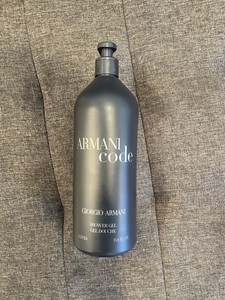 ARMANI
code
GIORGIO ARMANI
SHOWER GEL
GEL DOUCHE